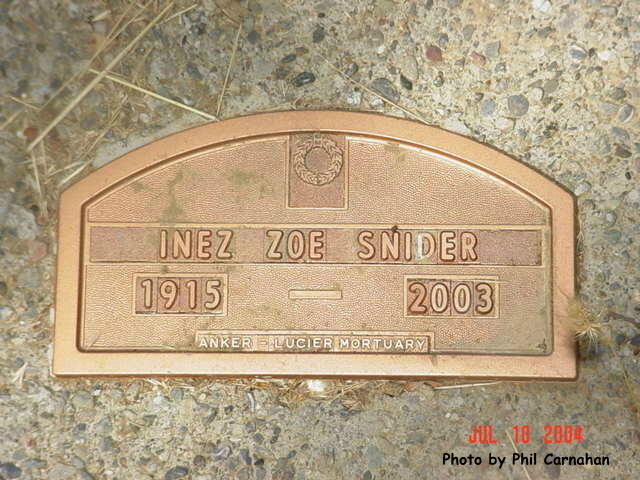 INEZ ZOE SNIDER
1915 — 2003
ANKER - LUCIER MORTUARY
JUL 18 2004
Photo by Phil Carnahan